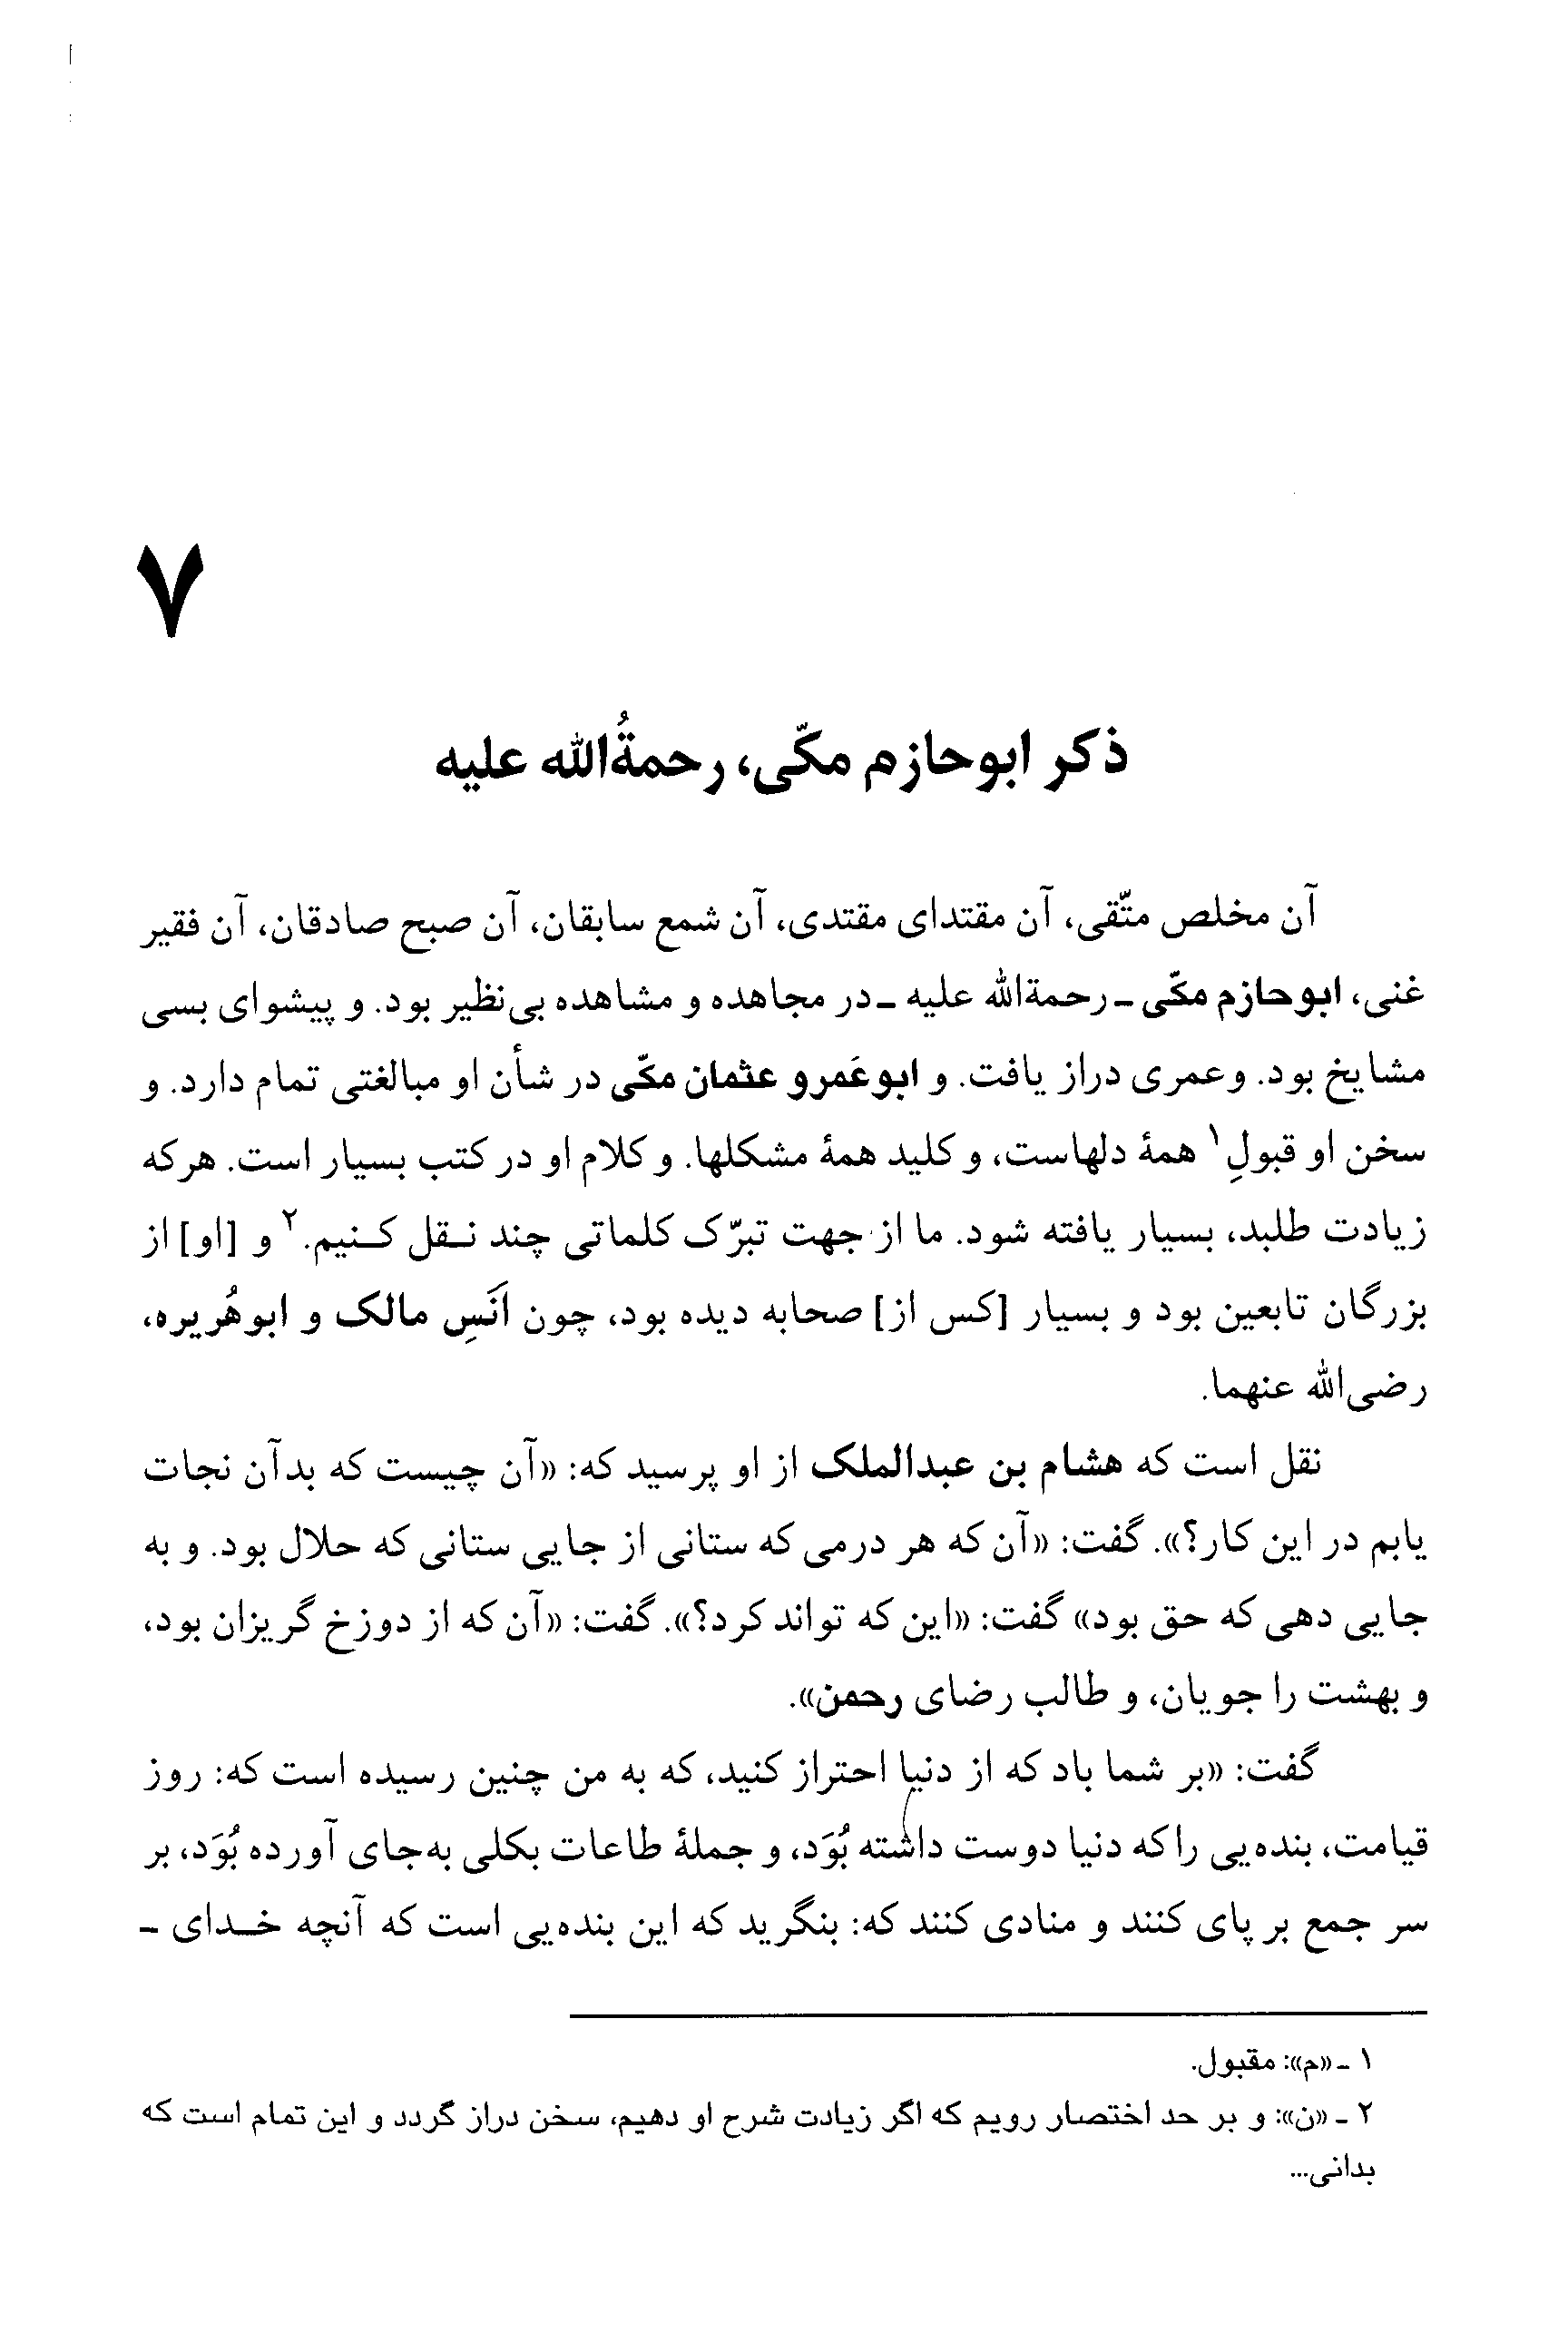 ۷
ذکر ابوحازم مکّی، رحمةُالله علیه
آن مخلص متّقی، آن مقتدای مقتدی، آن شمع سابقان، آن صبح صادقان، آن فقیر
غنی، ابوحازم مکّی ـ رحمةالله علیه ـ در مجاهده و مشاهده بی‌نظیر بود. و پیشوای بسی
مشایخ بود. و عمری دراز یافت. و ابوعَمرو عثمان مکّی در شأن او مبالغتی تمام دارد. و
سخن او قبولِ۱ همهٔ دلهاست، و کلید همهٔ مشکلها. و کلام او در کتب بسیار است. هرکه
زیادت طلبد، بسیار یافته شود. ما از جهت تبرّک کلماتی چند نقل کنیم.۲ و [او] از
بزرگان تابعین بود و بسیار [کس از] صحابه دیده بود، چون اَنَسِ مالک و ابوهُریره،
رضی‌الله عنهما.
نقل است که هشام بن عبدالملک از او پرسید که: «آن چیست که بدآن نجات
یابم در این کار؟». گفت: «آن که هر درمی که ستانی از جایی ستانی که حلال بود. و به
جایی دهی که حق بود» گفت: «این که تواند کرد؟». گفت: «آن که از دوزخ گریزان بود،
و بهشت را جویان، و طالب رضای رحمن».
گفت: «بر شما باد که از دنیا احتراز کنید، که به من چنین رسیده است که: روز
قیامت، بنده‌یی را که دنیا دوست داشته بُوَد، و جملهٔ طاعات بکلی به‌جای آورده بُوَد، بر
سر جمع بر پای کنند و منادی کنند که: بنگرید که این بنده‌یی است که آنچه خدای ـ
۱ ـ «م»: مقبول.
۲ ـ «ن»: و بر حد اختصار رویم که اگر زیادت شرح او دهیم، سخن دراز گردد و این تمام است که
بدانی...